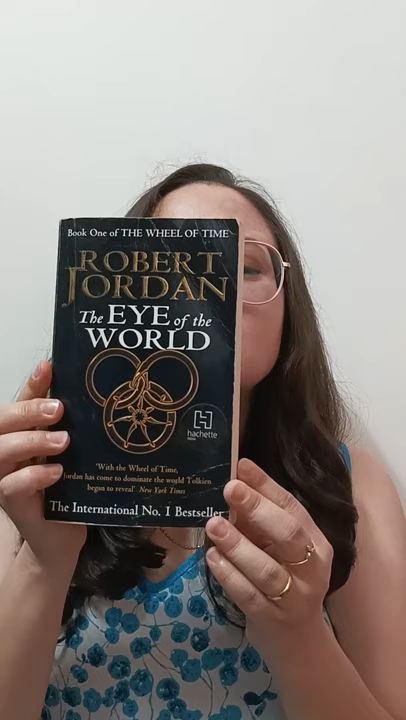 Book One of THE WHEEL OF TIME
ROBERT
JORDAN
The EYE of the
WORLD
H
hachette
INDIA
'With the Wheel of Time,
Jordan has come to dominate the world Tolkien
began to reveal' New York Times
The International No. 1 Bestseller